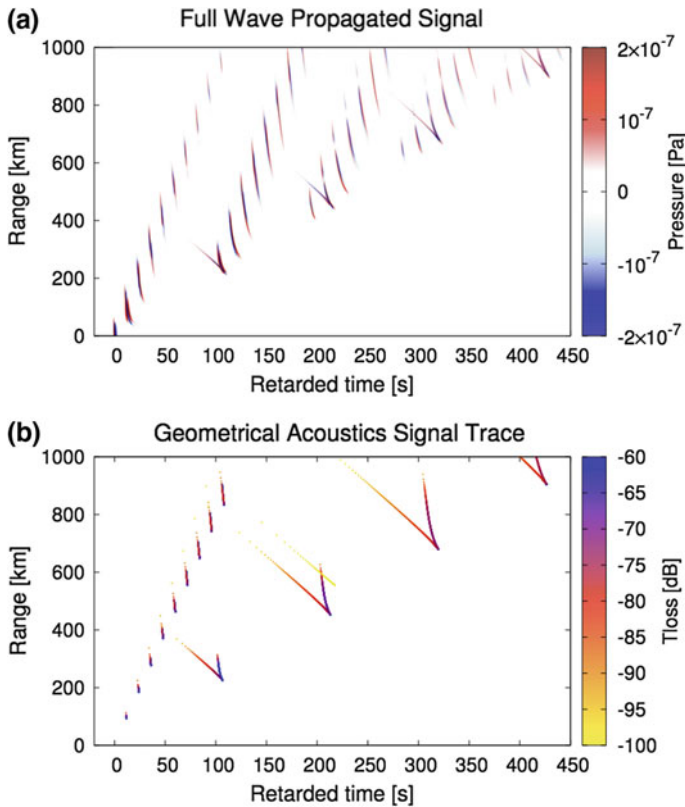 (a)
Full Wave Propagated Signal
1000
800
600
400
200
0
Range [km]
0 50 100 150 200 250 300 350 400 450
Retarded time [s]
2×10⁻⁷
10⁻⁷
0
-10⁻⁷
-2×10⁻⁷
Pressure [Pa]
(b)
Geometrical Acoustics Signal Trace
1000
800
600
400
200
0
Range [km]
0 50 100 150 200 250 300 350 400 450
Retarded time [s]
-60
-65
-70
-75
-80
-85
-90
-95
-100
Tloss [dB]